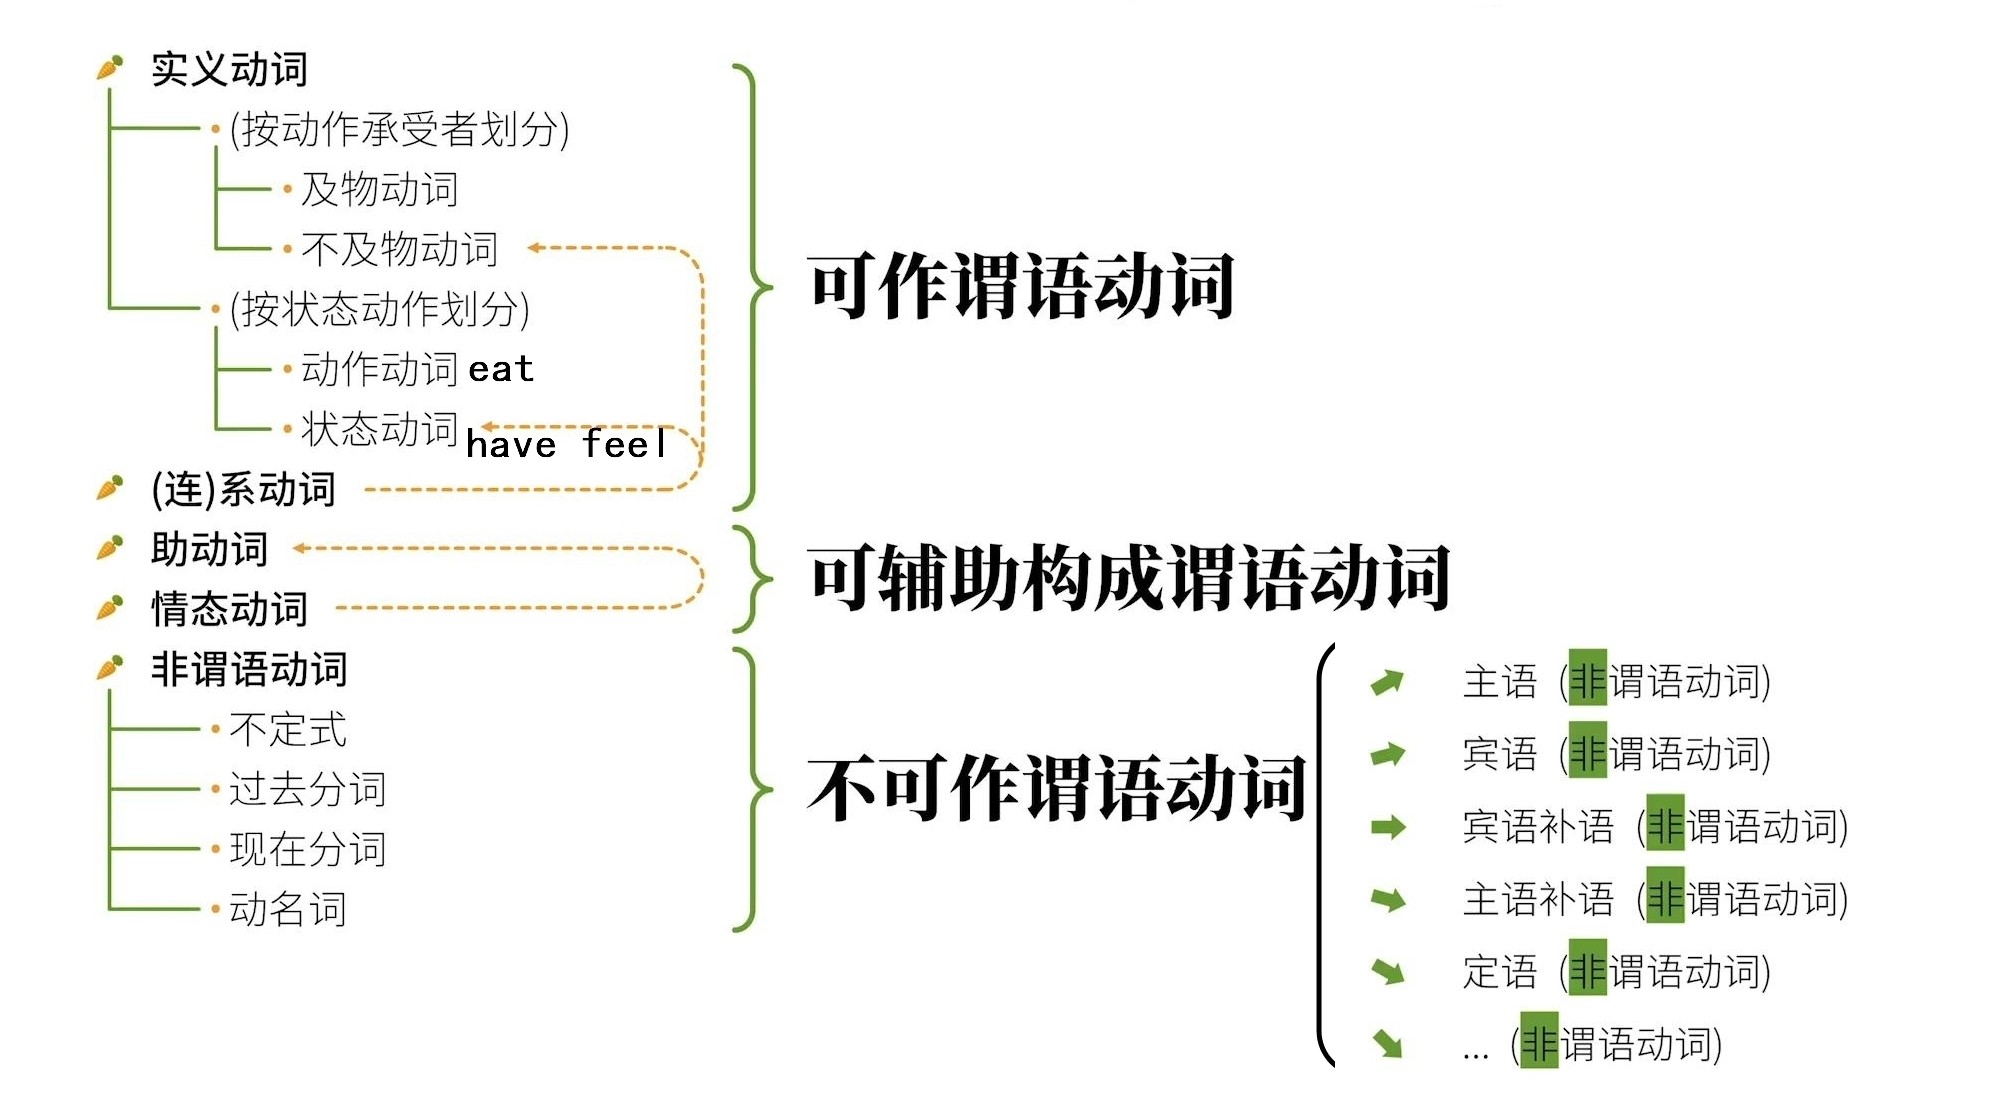 实义动词
(按动作承受者划分)
及物动词
不及物动词
(按状态动作划分)
动作动词 eat
状态动词 have feel
(连)系动词
助动词
情态动词
非谓语动词
不定式
过去分词
现在分词
动名词
可作谓语动词
可辅助构成谓语动词
不可作谓语动词
主语 (非谓语动词)
宾语 (非谓语动词)
宾语补语 (非谓语动词)
主语补语 (非谓语动词)
定语 (非谓语动词)
... (非谓语动词)